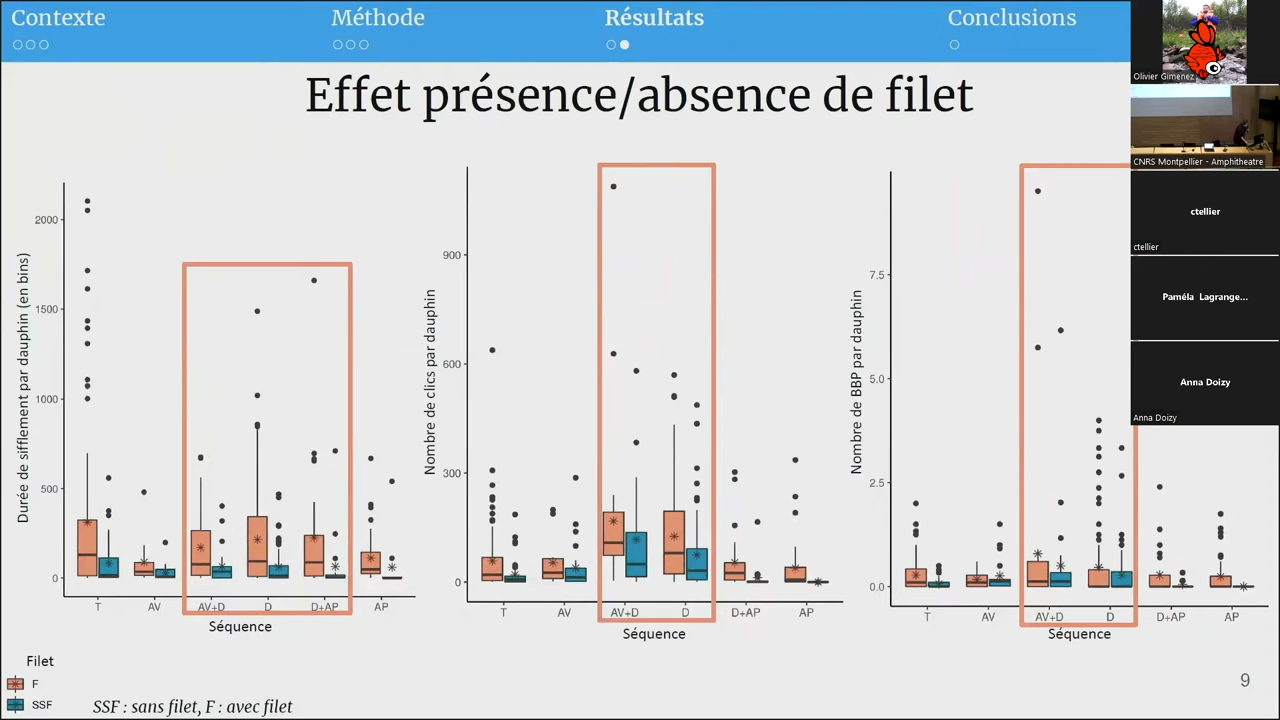 Contexte
Méthode
Résultats
Conclusions
Effet présence/absence de filet
Durée de sifflement par dauphin (en bins)
2000
1500
1000
500
0
T
AV
AV+D
D
D+AP
AP
Séquence
Nombre de clics par dauphin
900
600
300
0
T
AV
AV+D
D
D+AP
AP
Séquence
Nombre de BBP par dauphin
7.5
5.0
2.5
0.0
T
AV
AV+D
D
D+AP
AP
Séquence
Filet
F
SSF
SSF : sans filet, F : avec filet
9
Olivier Gimenez
CNRS Montpellier - Amphitheatre
ctellier
ctellier
Paméla Lagrange...
Anna Doizy
Anna Doizy